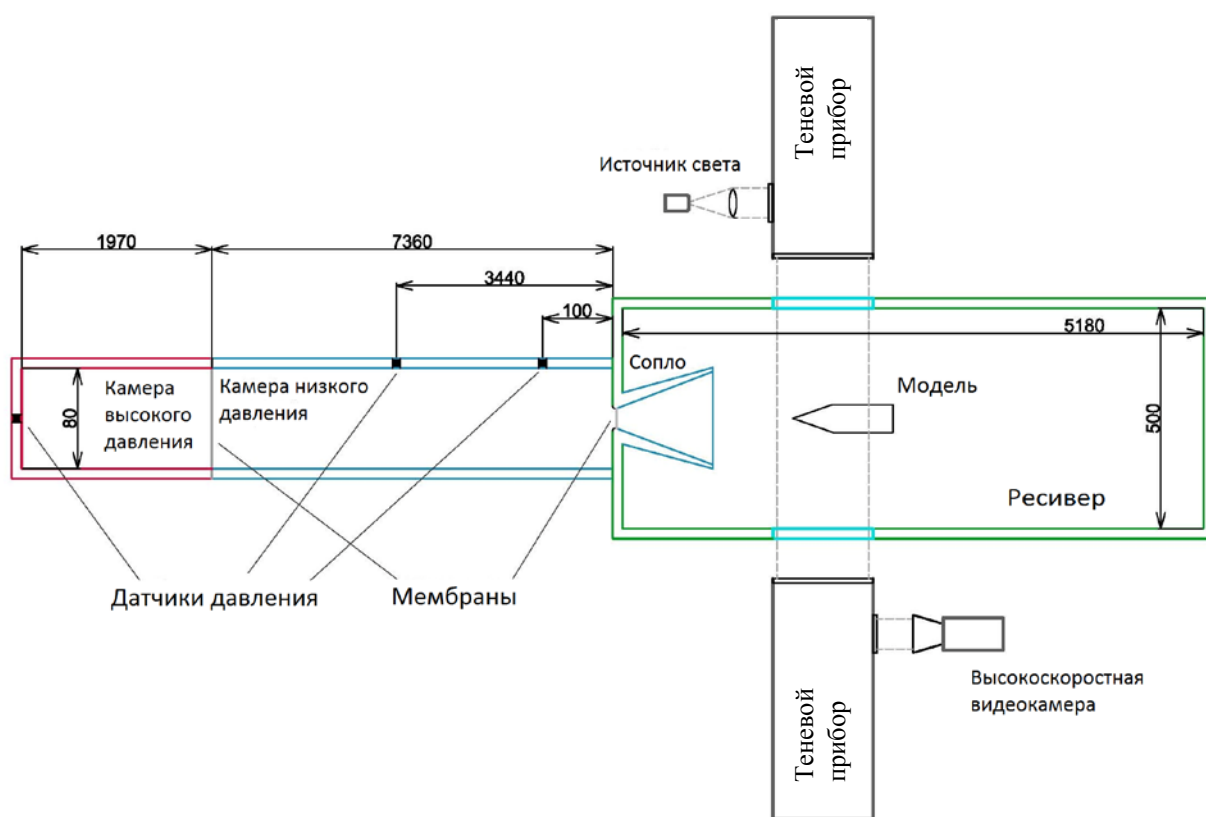 Теневой
прибор
Источник света
1970
7360
3440
100
5180
Сопло
Камера
высокого
давления
Камера низкого
давления
80
Модель
500
Ресивер
Датчики давления
Мембраны
Теневой
прибор
Высокоскоростная
видеокамера